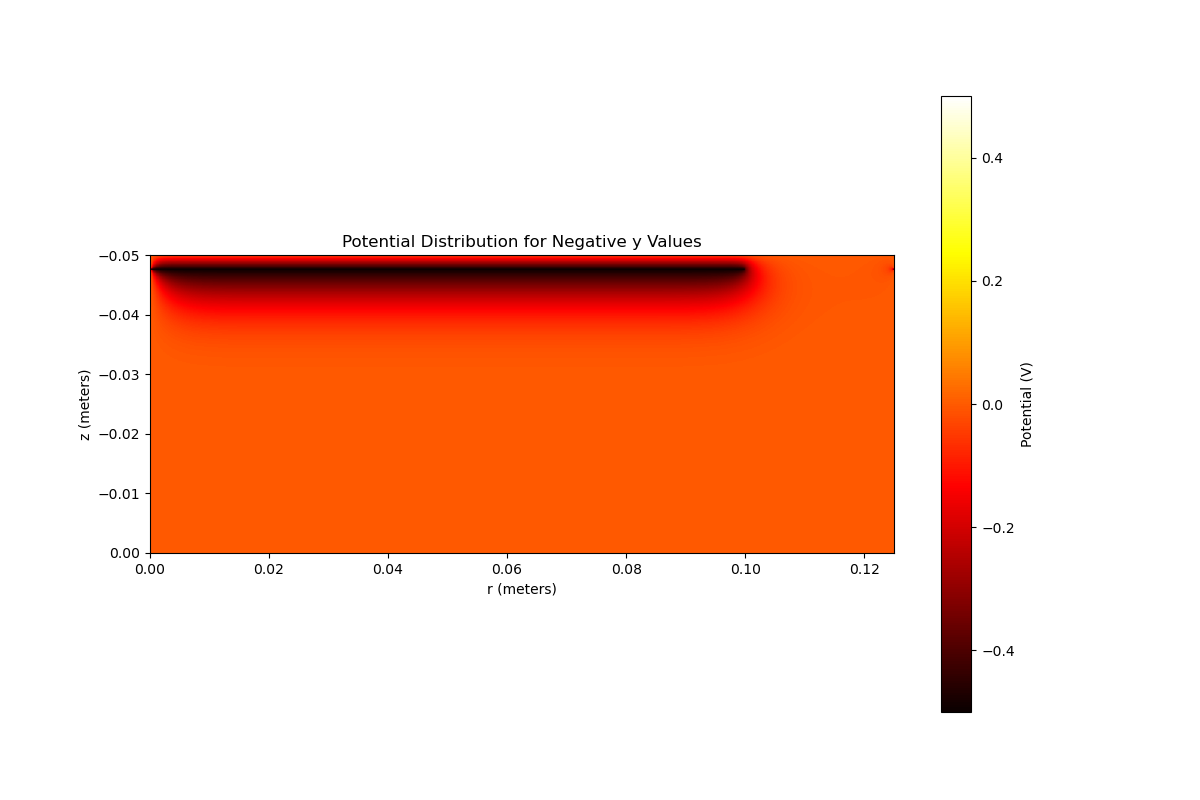 Potential Distribution for Negative y Values
−0.05
−0.04
−0.03
−0.02
−0.01
0.00
z (meters)
0.00 0.02 0.04 0.06 0.08 0.10 0.12
r (meters)
0.4
0.2
0.0
−0.2
−0.4
Potential (V)